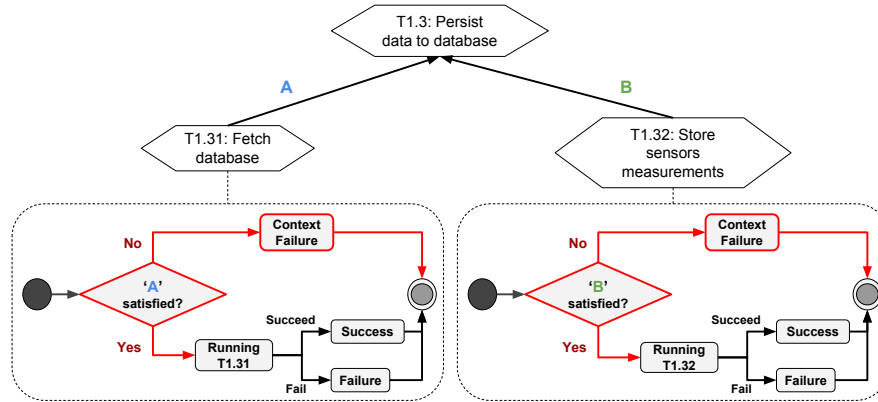 T1.3: Persist
data to database
A
B
T1.31: Fetch
database
T1.32: Store
sensors
measurements
No
Context
Failure
'A'
satisfied?
Yes
Running
T1.31
Succeed
Success
Fail
Failure
No
Context
Failure
'B'
satisfied?
Yes
Running
T1.32
Succeed
Success
Fail
Failure